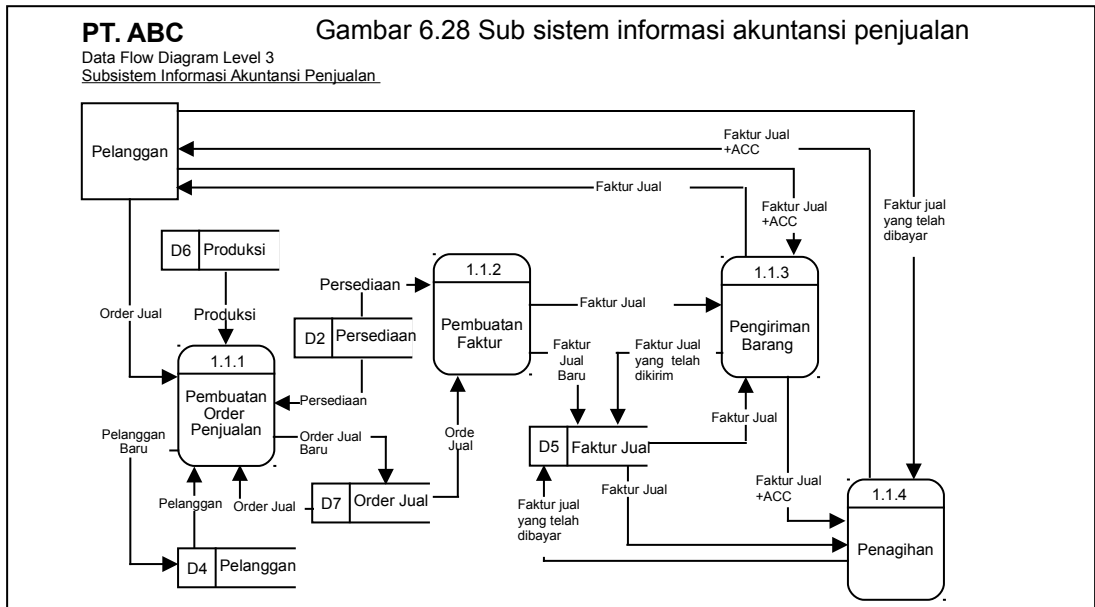 PT. ABC
Gambar 6.28 Sub sistem informasi akuntansi penjualan
Data Flow Diagram Level 3
Subsistem Informasi Akuntansi Penjualan
Pelanggan
Faktur Jual
+ACC
Faktur Jual
Faktur Jual
+ACC
Faktur jual
yang telah
dibayar
D6 Produksi
Order Jual
Produksi
Persediaan
D2 Persediaan
1.1.2
Pembuatan
Faktur
Faktur Jual
1.1.3
Pengiriman
Barang
1.1.1
Pembuatan
Order
Penjualan
Persediaan
Faktur
Jual
Baru
Faktur Jual
yang telah
dikirim
Faktur Jual
Pelanggan
Baru
Order Jual
Baru
Orde
Jual
D5 Faktur Jual
Pelanggan
Order Jual
D7 Order Jual
Faktur jual
yang telah
dibayar
Faktur Jual
Faktur Jual
+ACC
1.1.4
Penagihan
D4 Pelanggan